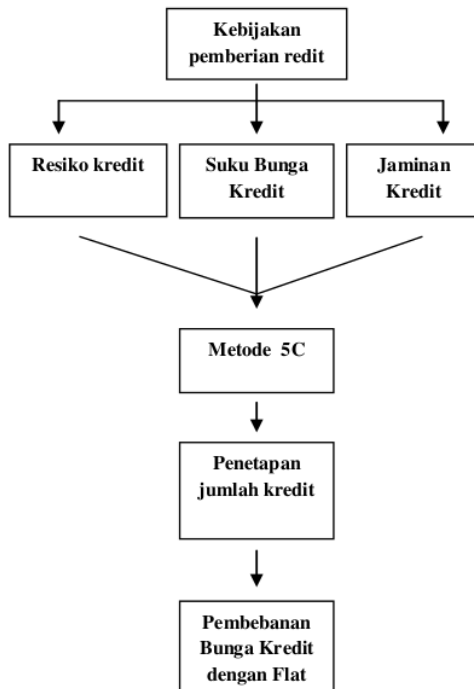 Kebijakan
pemberian redit
Resiko kredit
Suku Bunga
Kredit
Jaminan
Kredit
Metode 5C
Penetapan
jumlah kredit
Pembebanan
Bunga Kredit
dengan Flat